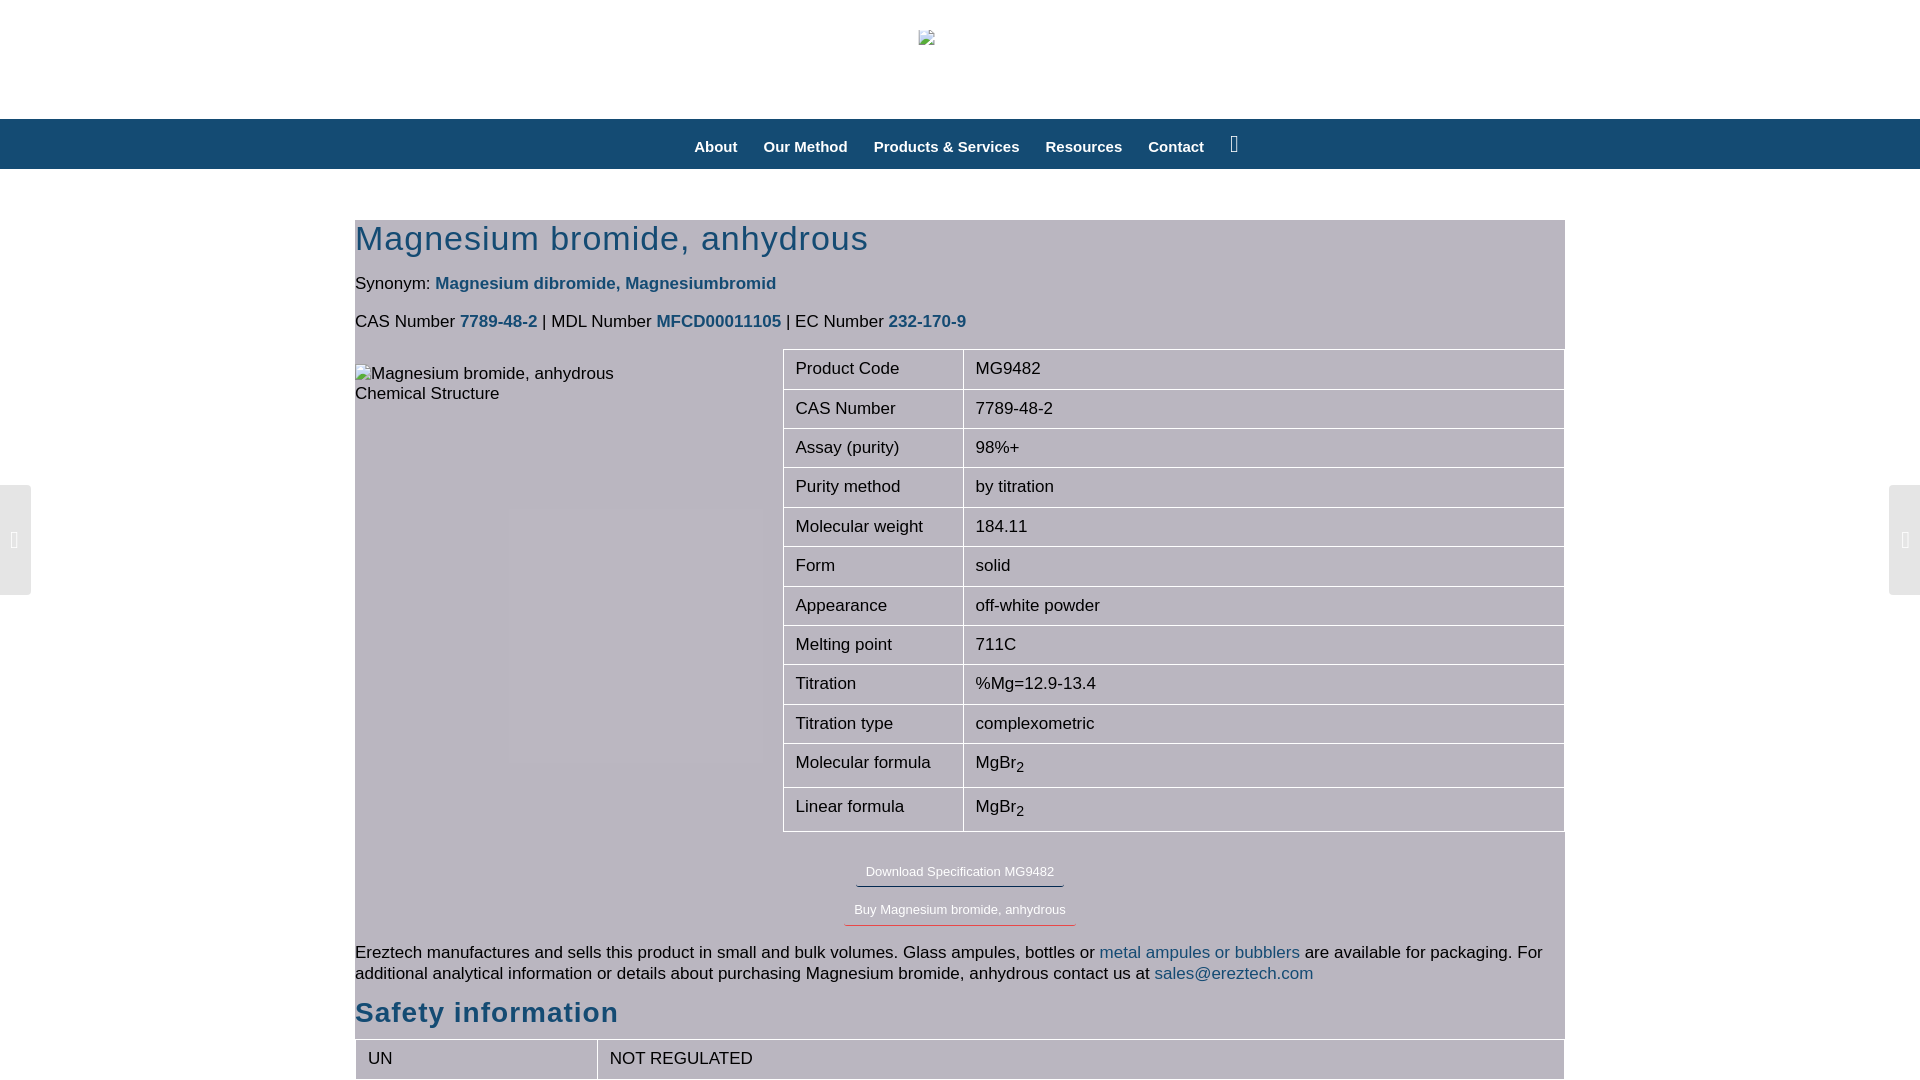 About Our Method Products & Services Resources Contact
Magnesium bromide, anhydrous
Synonym: Magnesium dibromide, Magnesiumbromid
CAS Number 7789-48-2 | MDL Number MFCD00011105 | EC Number 232-170-9
Magnesium bromide, anhydrous
Chemical Structure
Product Code MG9482
CAS Number 7789-48-2
Assay (purity) 98%+
Purity method by titration
Molecular weight 184.11
Form solid
Appearance off-white powder
Melting point 711C
Titration %Mg=12.9-13.4
Titration type complexometric
Molecular formula MgBr2
Linear formula MgBr2
Download Specification MG9482
Buy Magnesium bromide, anhydrous
Ereztech manufactures and sells this product in small and bulk volumes. Glass ampules, bottles or metal ampules or bubblers are available for packaging. For
additional analytical information or details about purchasing Magnesium bromide, anhydrous contact us at sales@ereztech.com
Safety information
UN NOT REGULATED